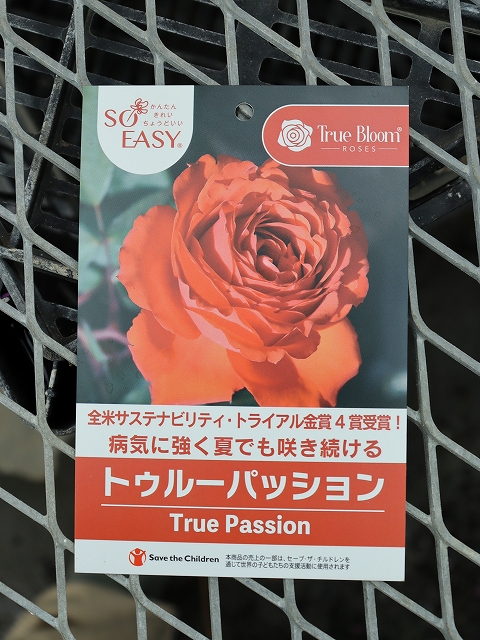 SO EASY®
かんたん
きれい
ちょうどいい
True Bloom®
ROSES
全米サステナビリティ・トライアル金賞4賞受賞！
病気に強く夏でも咲き続ける
トゥルーパッション
True Passion
Save the Children
本商品の売上の一部は、セーブ・ザ・チルドレンを
通じて世界の子どもたちの支援活動に使用されます